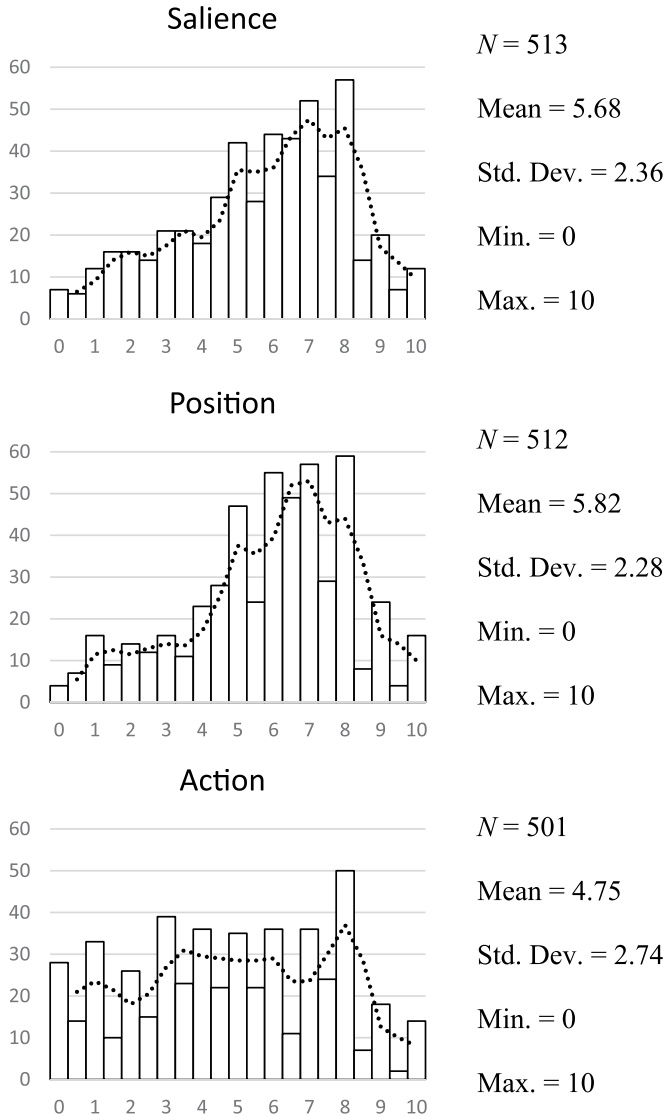 Salience
N = 513
60
50
40
30
20
10
0
0 1 2 3 4 5 6 7 8 9 10
Mean = 5.68
Std. Dev. = 2.36
Min. = 0
Max. = 10
Position
N = 512
60
50
40
30
20
10
0
0 1 2 3 4 5 6 7 8 9 10
Mean = 5.82
Std. Dev. = 2.28
Min. = 0
Max. = 10
Action
N = 501
60
50
40
30
20
10
0
0 1 2 3 4 5 6 7 8 9 10
Mean = 4.75
Std. Dev. = 2.74
Min. = 0
Max. = 10